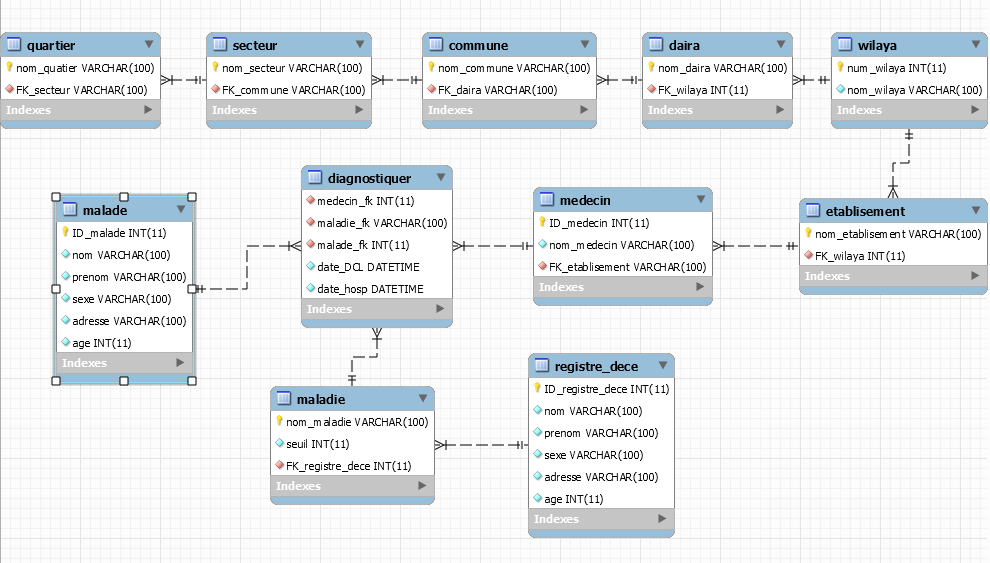 quartier
nom_quatier VARCHAR(100)
FK_secteur VARCHAR(100)
Indexes
secteur
nom_secteur VARCHAR(100)
FK_commune VARCHAR(100)
Indexes
commune
nom_commune VARCHAR(100)
FK_daira VARCHAR(100)
Indexes
daira
nom_daira VARCHAR(100)
FK_wilaya INT(11)
Indexes
wilaya
num_wilaya INT(11)
nom_wilaya VARCHAR(100)
Indexes
malade
ID_malade INT(11)
nom VARCHAR(100)
prenom VARCHAR(100)
sexe VARCHAR(100)
adresse VARCHAR(100)
age INT(11)
Indexes
diagnostiquer
medecin_fk INT(11)
maladie_fk VARCHAR(100)
malade_fk INT(11)
date_DCL DATETIME
date_hosp DATETIME
Indexes
medecin
ID_medecin INT(11)
nom_medecin VARCHAR(100)
FK_etablisement VARCHAR(100)
Indexes
etablisement
nom_etablisement VARCHAR(100)
FK_wilaya INT(11)
Indexes
maladie
nom_maladie VARCHAR(100)
seuil INT(11)
FK_registre_dece INT(11)
Indexes
registre_dece
ID_registre_dece INT(11)
nom VARCHAR(100)
prenom VARCHAR(100)
sexe VARCHAR(100)
adresse VARCHAR(100)
age INT(11)
Indexes